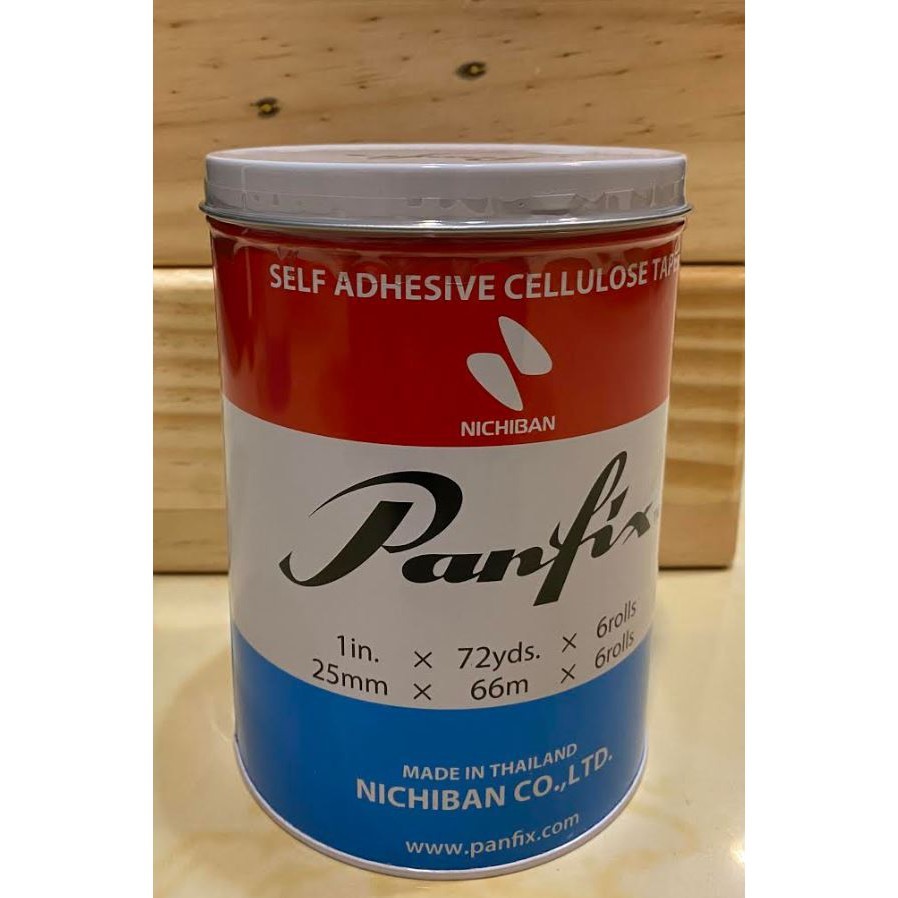 SELF ADHESIVE CELLULOSE TAPE
NICHIBAN
Panfix
1in. × 72yds. × 6rolls
25mm × 66m × 6rolls
MADE IN THAILAND
NICHIBAN CO.,LTD.
www.panfix.com